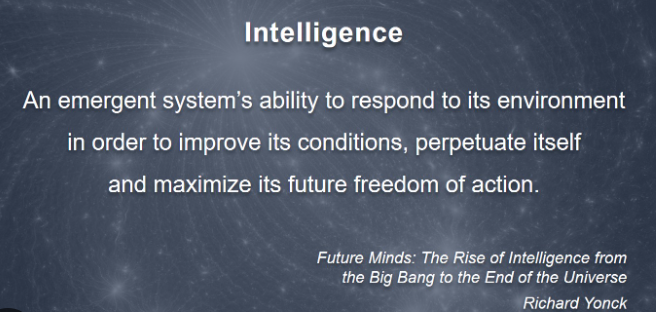 Intelligence
An emergent system's ability to respond to its environment
in order to improve its conditions, perpetuate itself
and maximize its future freedom of action.
Future Minds: The Rise of Intelligence from
the Big Bang to the End of the Universe
Richard Yonck